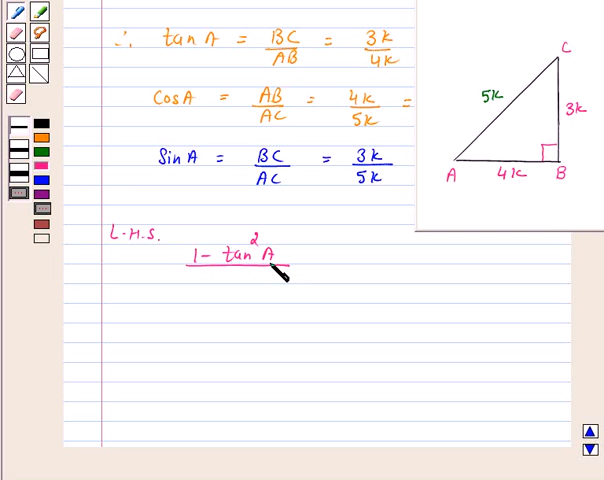 ∴ tan A = BC/AB = 3k/4k
Cos A = AB/AC = 4k/5k =
Sin A = BC/AC = 3k/5k
L.H.S. 1 - tan² A
C
5k
3k
A 4k B